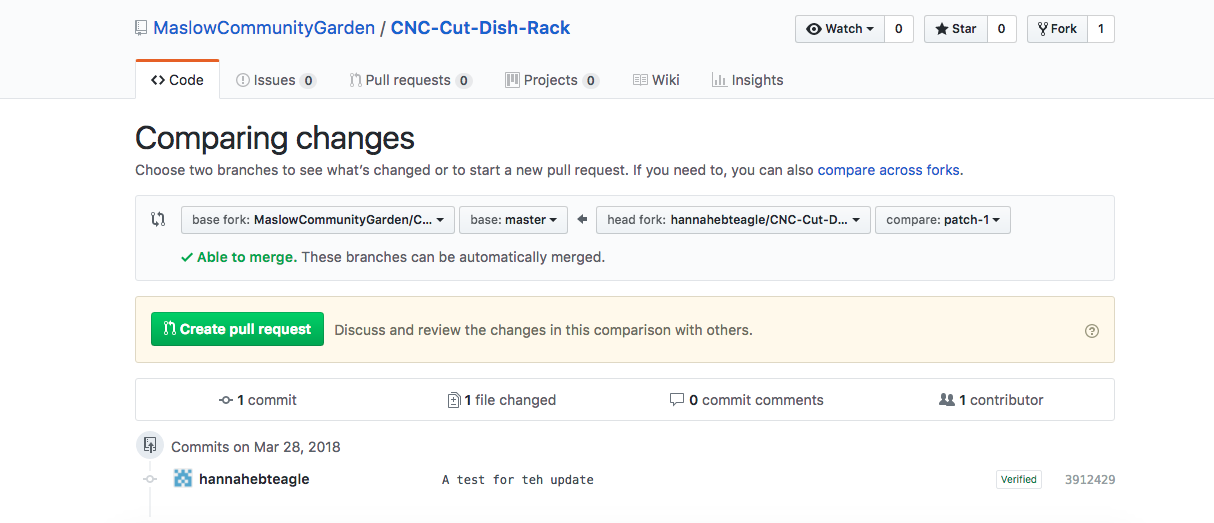 MaslowCommunityGarden / CNC-Cut-Dish-Rack
Watch 0 Star 0 Fork 1
Code Issues 0 Pull requests 0 Projects 0 Wiki Insights
Comparing changes
Choose two branches to see what's changed or to start a new pull request. If you need to, you can also compare across forks.
base fork: MaslowCommunityGarden/C... base: master head fork: hannahebteagle/CNC-Cut-D... compare: patch-1
Able to merge. These branches can be automatically merged.
Create pull request Discuss and review the changes in this comparison with others.
1 commit 1 file changed 0 commit comments 1 contributor
Commits on Mar 28, 2018
hannahebteagle A test for teh update Verified 3912429